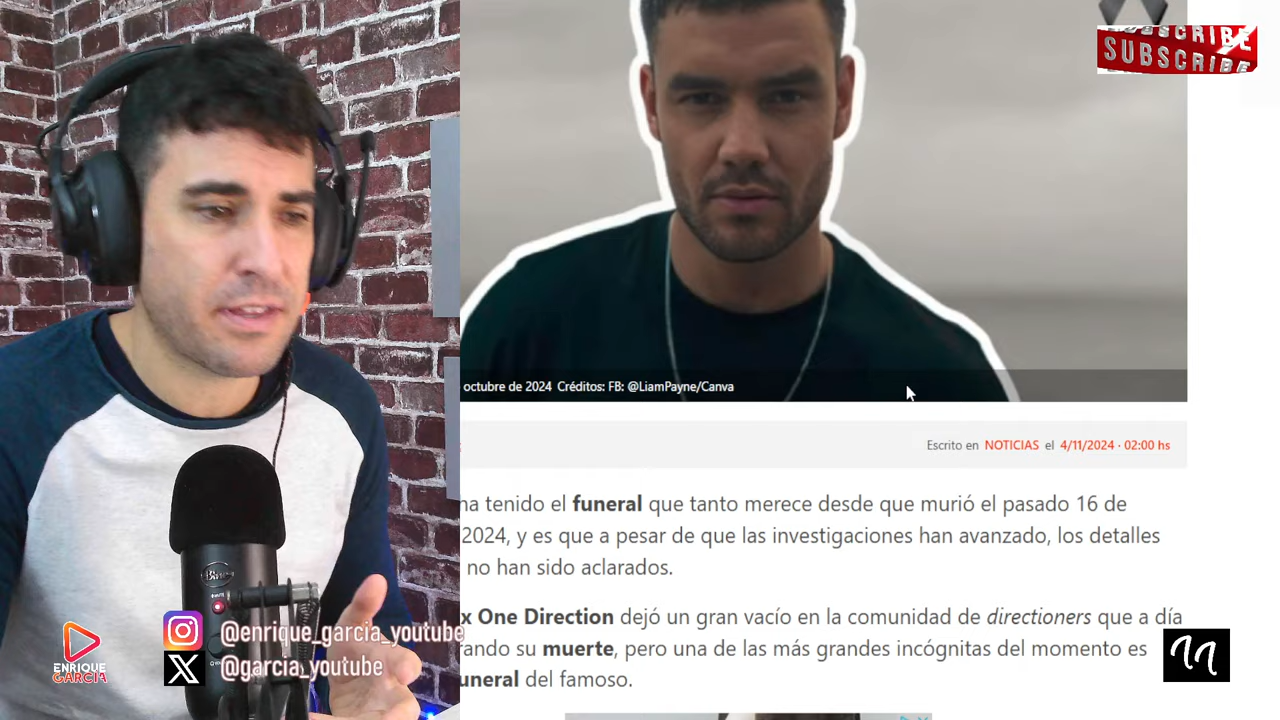 SUBSCRIBE
octubre de 2024 Créditos: FB: @LiamPayne/Canva
Escrito en NOTICIAS el 4/11/2024 · 02:00 hs
ha tenido el funeral que tanto merece desde que murió el pasado 16 de
2024, y es que a pesar de que las investigaciones han avanzado, los detalles
no han sido aclarados.
x One Direction dejó un gran vacío en la comunidad de directioners que a día
rando su muerte, pero una de las más grandes incógnitas del momento es
uneral del famoso.
Blue
@enrique_garcia_youtube
@garcia_youtube
ENRIQUE
GARCIA